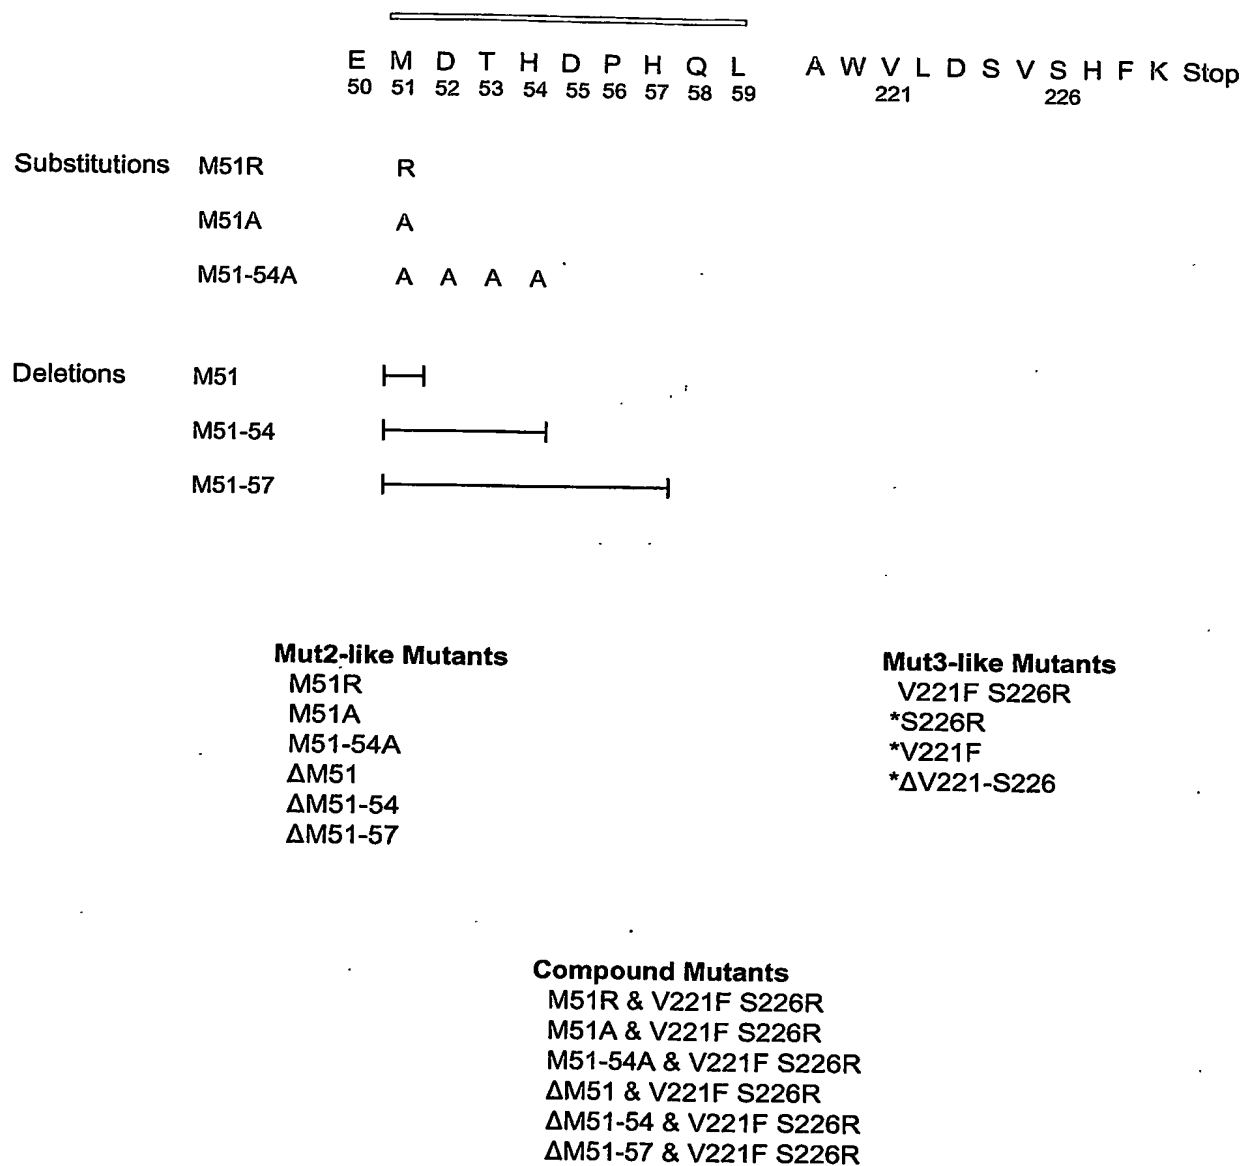 E M D T H D P H Q L A W V L D S V S H F K Stop
50 51 52 53 54 55 56 57 58 59 221 226
Substitutions M51R R
M51A A
M51-54A A A A A
Deletions M51
M51-54
M51-57
Mut2-like Mutants
M51R
M51A
M51-54A
ΔM51
ΔM51-54
ΔM51-57
Mut3-like Mutants
V221F S226R
*S226R
*V221F
*ΔV221-S226
Compound Mutants
M51R & V221F S226R
M51A & V221F S226R
M51-54A & V221F S226R
ΔM51 & V221F S226R
ΔM51-54 & V221F S226R
ΔM51-57 & V221F S226R